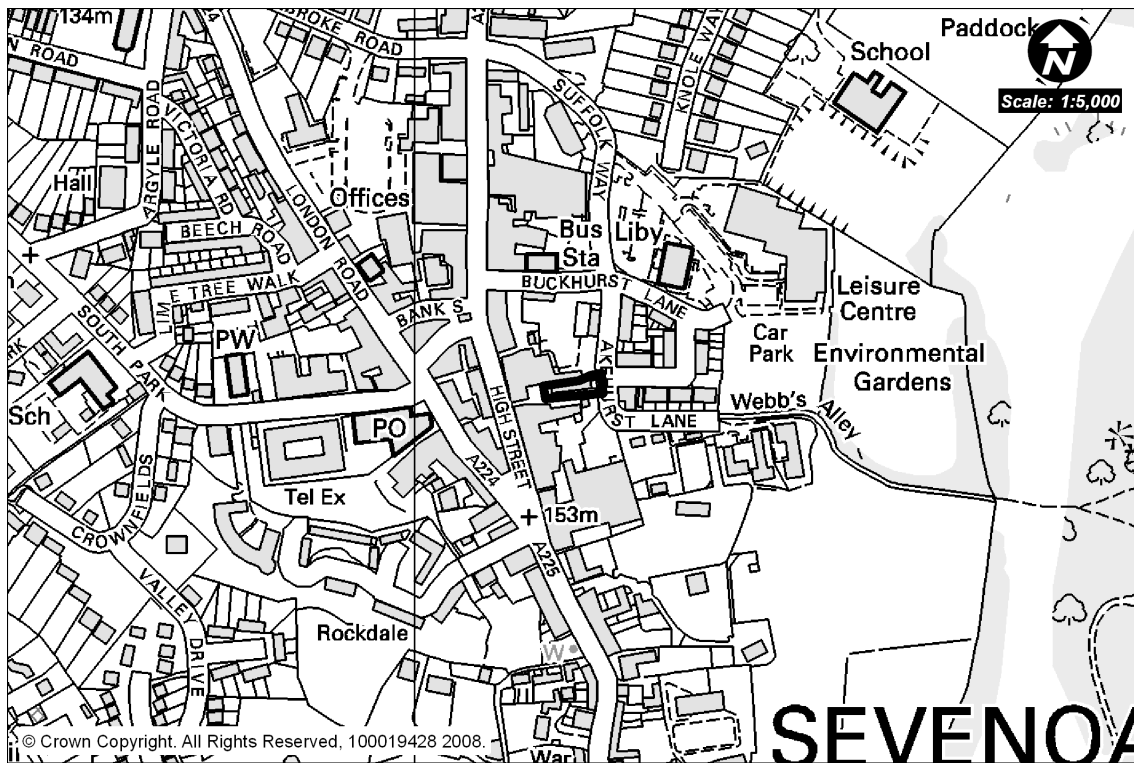 134m
A224
BROKE ROAD
N ROAD
Paddock
School
N
Scale: 1:5,000
KNOLE WAY
SUFFOLK WAY
ARGYLE ROAD
VICTORIA RD
Hall
Offices
LONDON ROAD
BEECH ROAD
Bus
Sta
Liby
LIME TREE WALK
BUCKHURST LANE
Leisure
Centre
BANK S
SOUTH PARK
PW
Car
Park
Environmental
Gardens
Sch
HIGH STREET
AKEHURST LANE
Webb's Alley
PO
Tel Ex
A224
153m
CROWNFIELDS
A225
VALLEY DRIVE
Rockdale
W
SEVENOA
War
© Crown Copyright. All Rights Reserved, 100019428 2008.